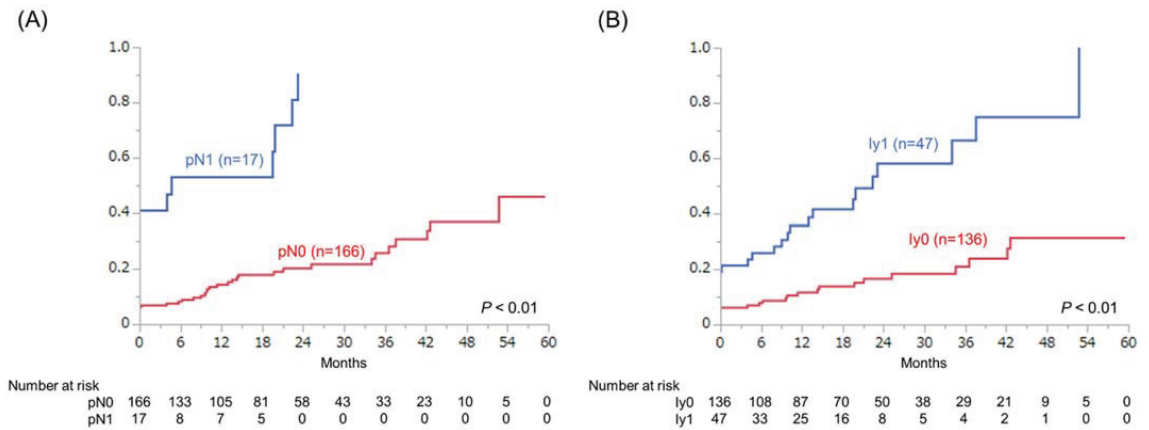 (A)
1.0
0.8
0.6
0.4
0.2
0
pN1 (n=17)
pN0 (n=166)
P < 0.01
0 6 12 18 24 30 36 42 48 54 60
Months
Number at risk
pN0 166 133 105 81 58 43 33 23 10 5 0
pN1 17 8 7 5 0 0 0 0 0 0 0
(B)
1.0
0.8
0.6
0.4
0.2
0
ly1 (n=47)
ly0 (n=136)
P < 0.01
0 6 12 18 24 30 36 42 48 54 60
Months
Number at risk
ly0 136 108 87 70 50 38 29 21 9 5 0
ly1 47 33 25 16 8 5 4 2 1 0 0